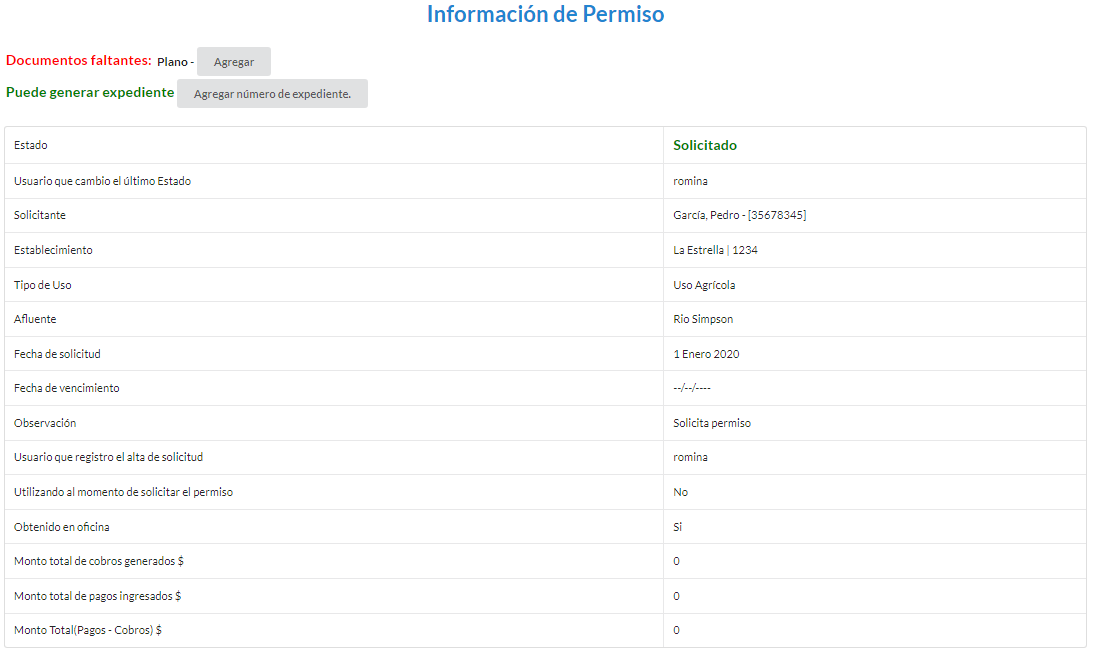 Información de Permiso
Documentos faltantes: Plano - Agregar
Puede generar expediente Agregar número de expediente.
Estado Solicitado
Usuario que cambio el último Estado romina
Solicitante García, Pedro - [35678345]
Establecimiento La Estrella | 1234
Tipo de Uso Uso Agrícola
Afluente Rio Simpson
Fecha de solicitud 1 Enero 2020
Fecha de vencimiento --/--/----
Observación Solicita permiso
Usuario que registro el alta de solicitud romina
Utilizando al momento de solicitar el permiso No
Obtenido en oficina Si
Monto total de cobros generados $ 0
Monto total de pagos ingresados $ 0
Monto Total(Pagos - Cobros) $ 0